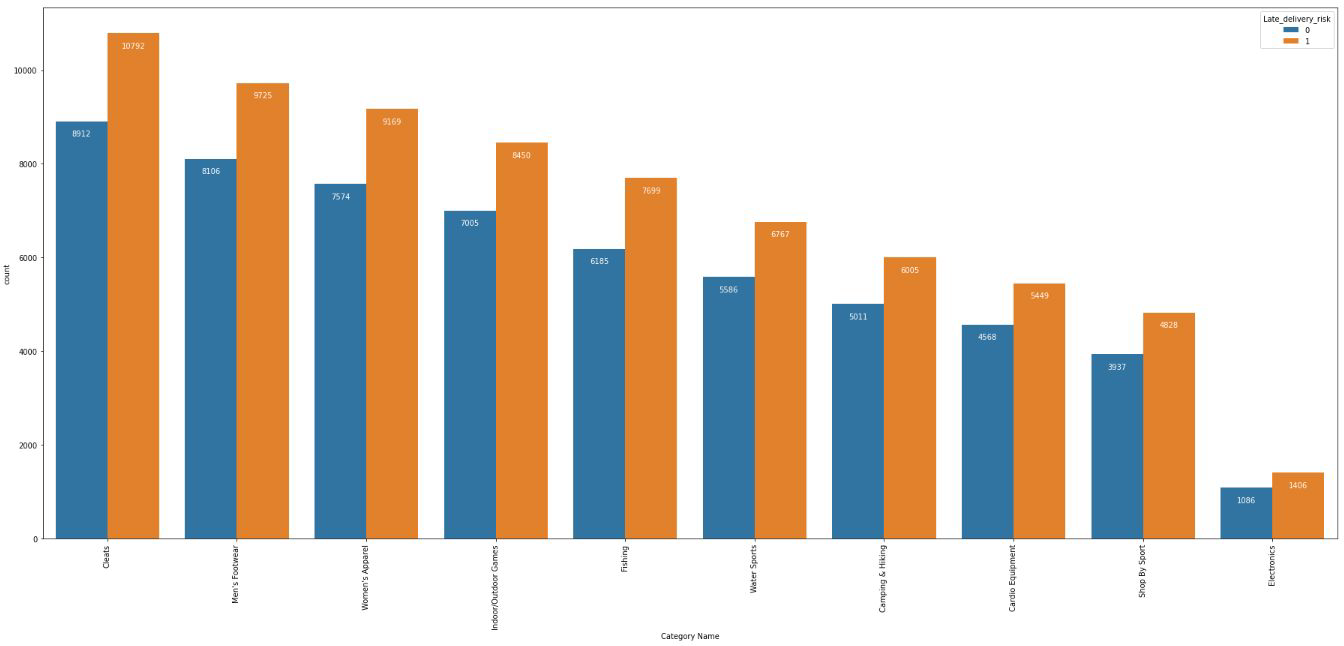 Late_delivery_risk
0
1
count
10000
8000
6000
4000
2000
0
8912
10792
8106
9725
7574
9169
7005
8450
6185
7699
5586
6767
5011
6005
4568
5449
3937
4828
1086
1406
Cleats
Men's Footwear
Women's Apparel
Indoor/Outdoor Games
Fishing
Water Sports
Camping & Hiking
Cardio Equipment
Shop By Sport
Electronics
Category Name